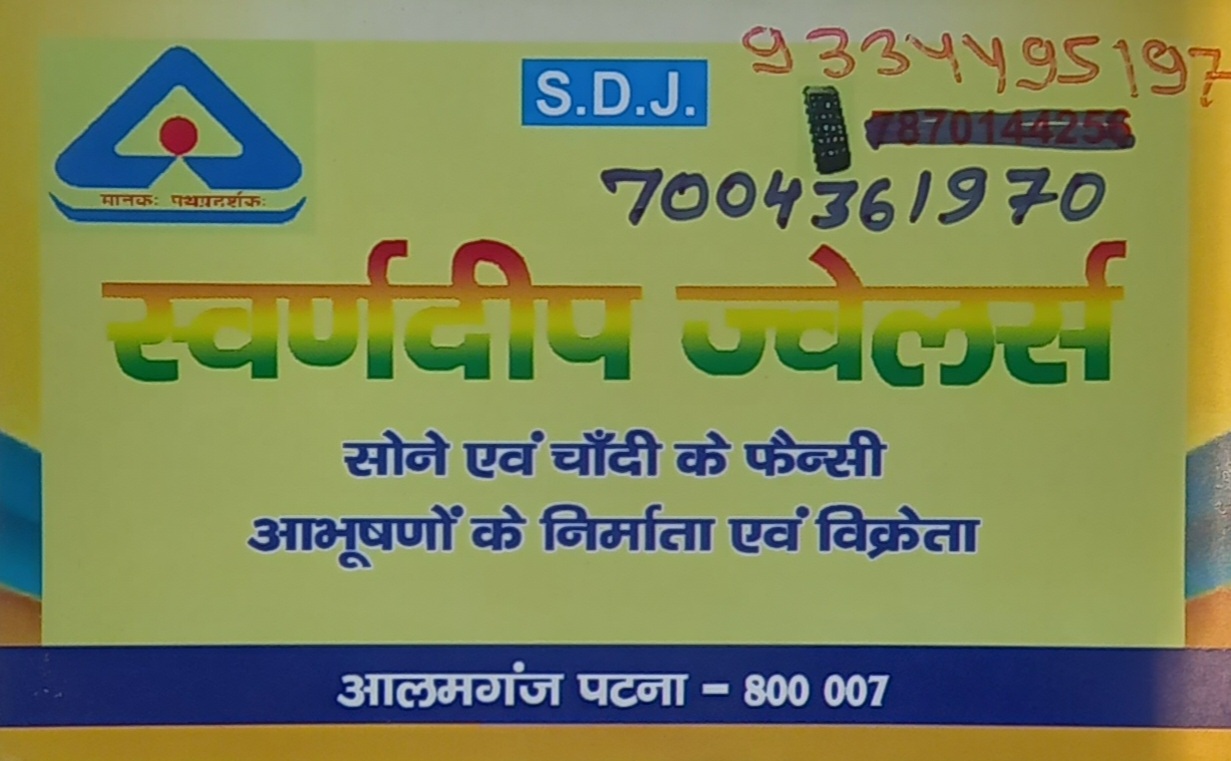 9334495197
S.D.J.
7870144256
7004361970
मानकः पथप्रदर्शकः
स्वर्णदीप ज्वेलर्स
सोने एवं चाँदी के फैन्सी
आभूषणों के निर्माता एवं विक्रेता
आलमगंज पटना - 800 007